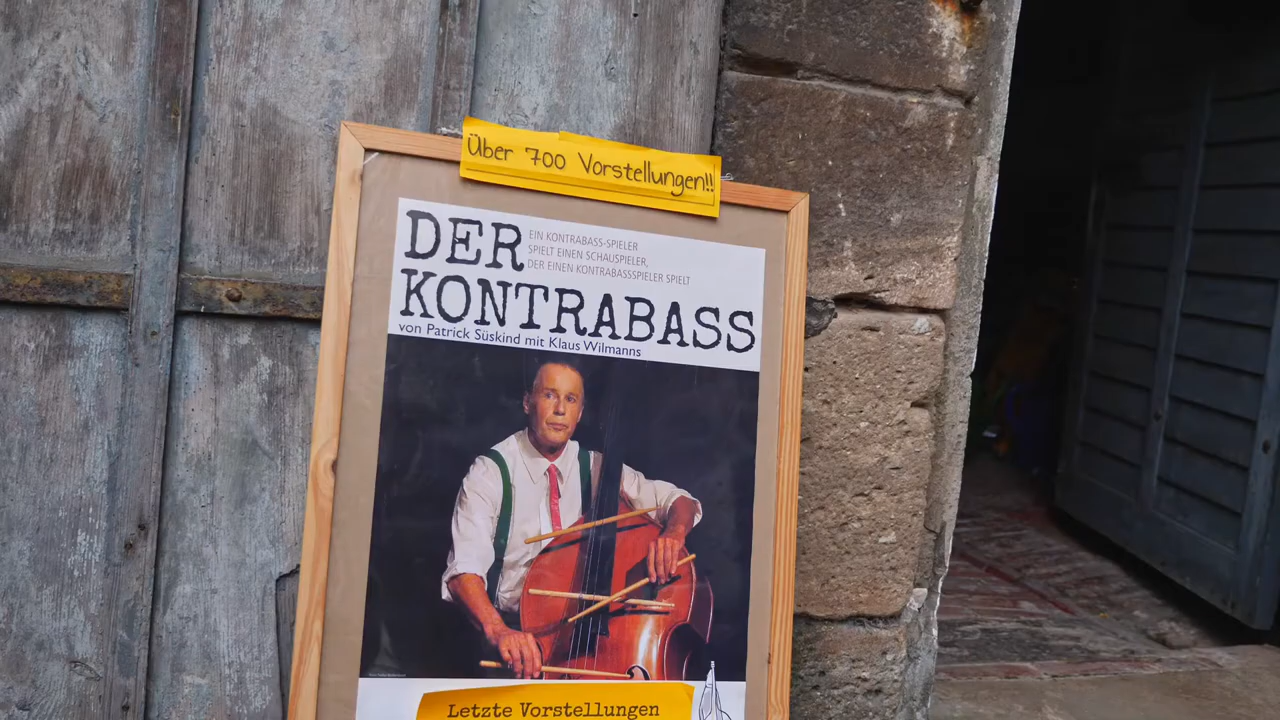 Über 700 Vorstellungen!!
DER
EIN KONTRABASS-SPIELER
SPIELT EINEN SCHAUSPIELER,
DER EINEN KONTRABASSSPIELER SPIELT
KONTRABASS
von Patrick Süskind mit Klaus Wilmanns
Letzte Vorstellungen